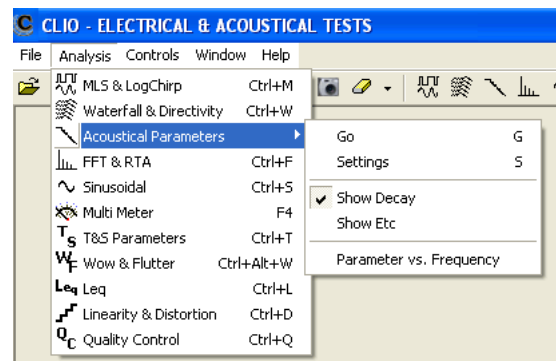 CLIO - ELECTRICAL & ACOUSTICAL TESTS
File Analysis Controls Window Help
MLS & LogChirp Ctrl+M
Waterfall & Directivity Ctrl+W
Acoustical Parameters
FFT & RTA Ctrl+F
Sinusoidal Ctrl+S
Multi Meter F4
T&S Parameters Ctrl+T
Wow & Flutter Ctrl+Alt+W
Leq Leq Ctrl+L
Linearity & Distortion Ctrl+D
Quality Control Ctrl+Q
Go G
Settings S
Show Decay
Show Etc
Parameter vs. Frequency